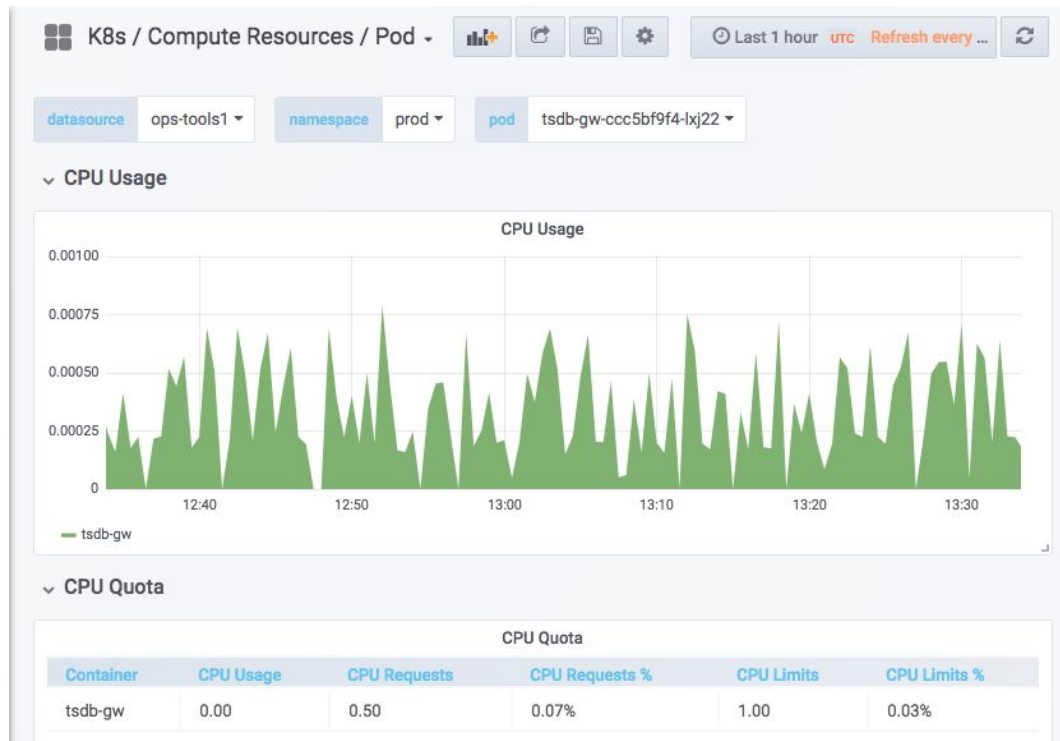 K8s / Compute Resources / Pod
Last 1 hour UTC Refresh every ...
datasource ops-tools1 namespace prod pod tsdb-gw-ccc5bf9f4-lxj22
CPU Usage
CPU Usage
0.00100
0.00075
0.00050
0.00025
0
12:40 12:50 13:00 13:10 13:20 13:30
tsdb-gw
CPU Quota
CPU Quota
Container CPU Usage CPU Requests CPU Requests % CPU Limits CPU Limits %
tsdb-gw 0.00 0.50 0.07% 1.00 0.03%